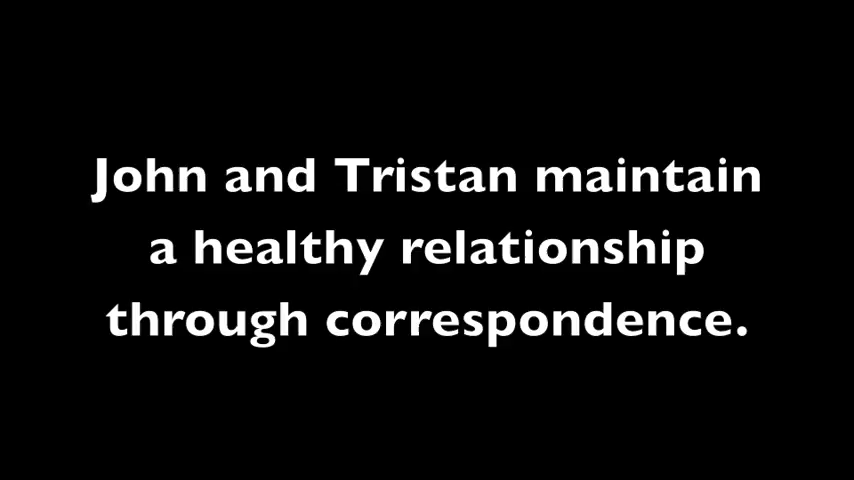 John and Tristan maintain
a healthy relationship
through correspondence.